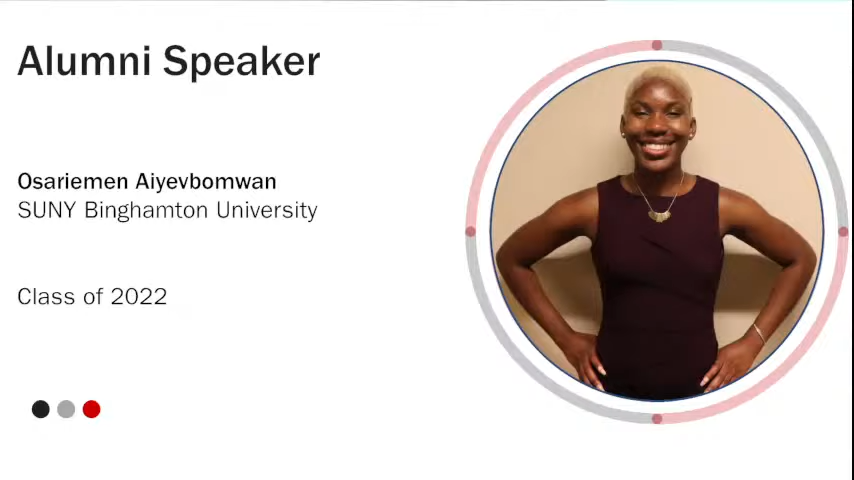 Alumni Speaker
Osariemen Aiyevbomwan
SUNY Binghamton University
Class of 2022